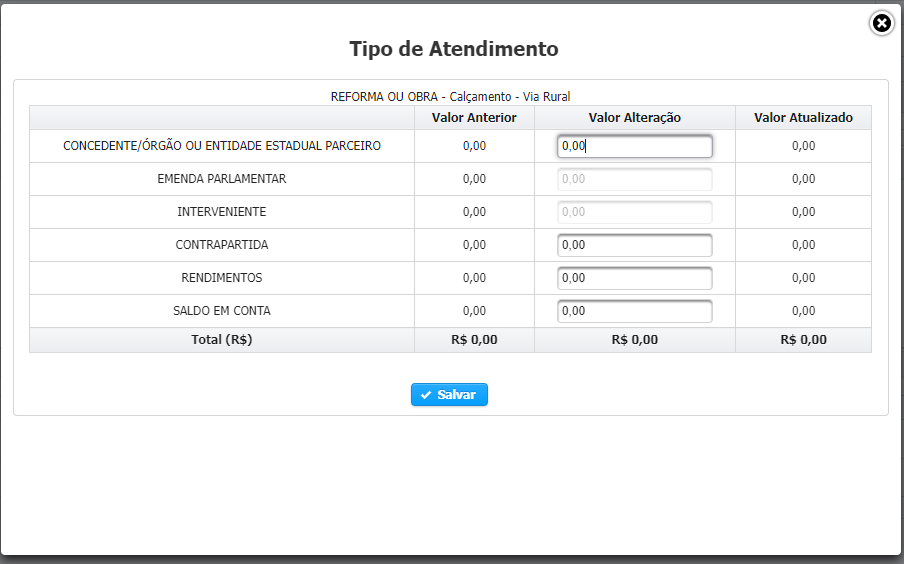 Tipo de Atendimento
REFORMA OU OBRA - Calçamento - Via Rural
Valor Anterior Valor Alteração Valor Atualizado
CONCEDENTE/ÓRGÃO OU ENTIDADE ESTADUAL PARCEIRO 0,00 0,00 0,00
EMENDA PARLAMENTAR 0,00 0,00 0,00
INTERVENIENTE 0,00 0,00 0,00
CONTRAPARTIDA 0,00 0,00 0,00
RENDIMENTOS 0,00 0,00 0,00
SALDO EM CONTA 0,00 0,00 0,00
Total (R$) R$ 0,00 R$ 0,00 R$ 0,00
Salvar